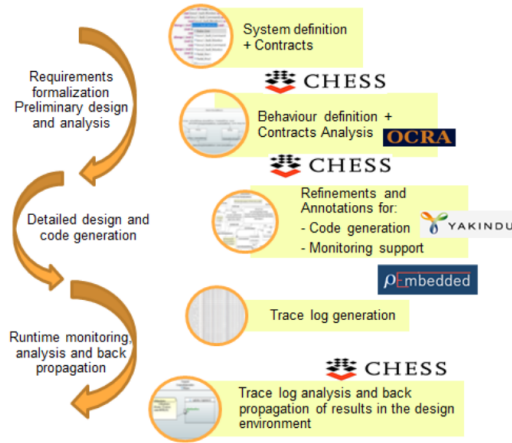 System definition
+ Contracts
CHESS
Requirements
formalization
Preliminary design
and analysis
Behaviour definition +
Contracts Analysis
OCRA
CHESS
Refinements and
Annotations for:
- Code generation
- Monitoring support
YAKINDU
Detailed design and
code generation
ρEmbedded
Trace log generation
Runtime monitoring,
analysis and back
propagation
CHESS
Trace log analysis and back
propagation of results in the design
environment